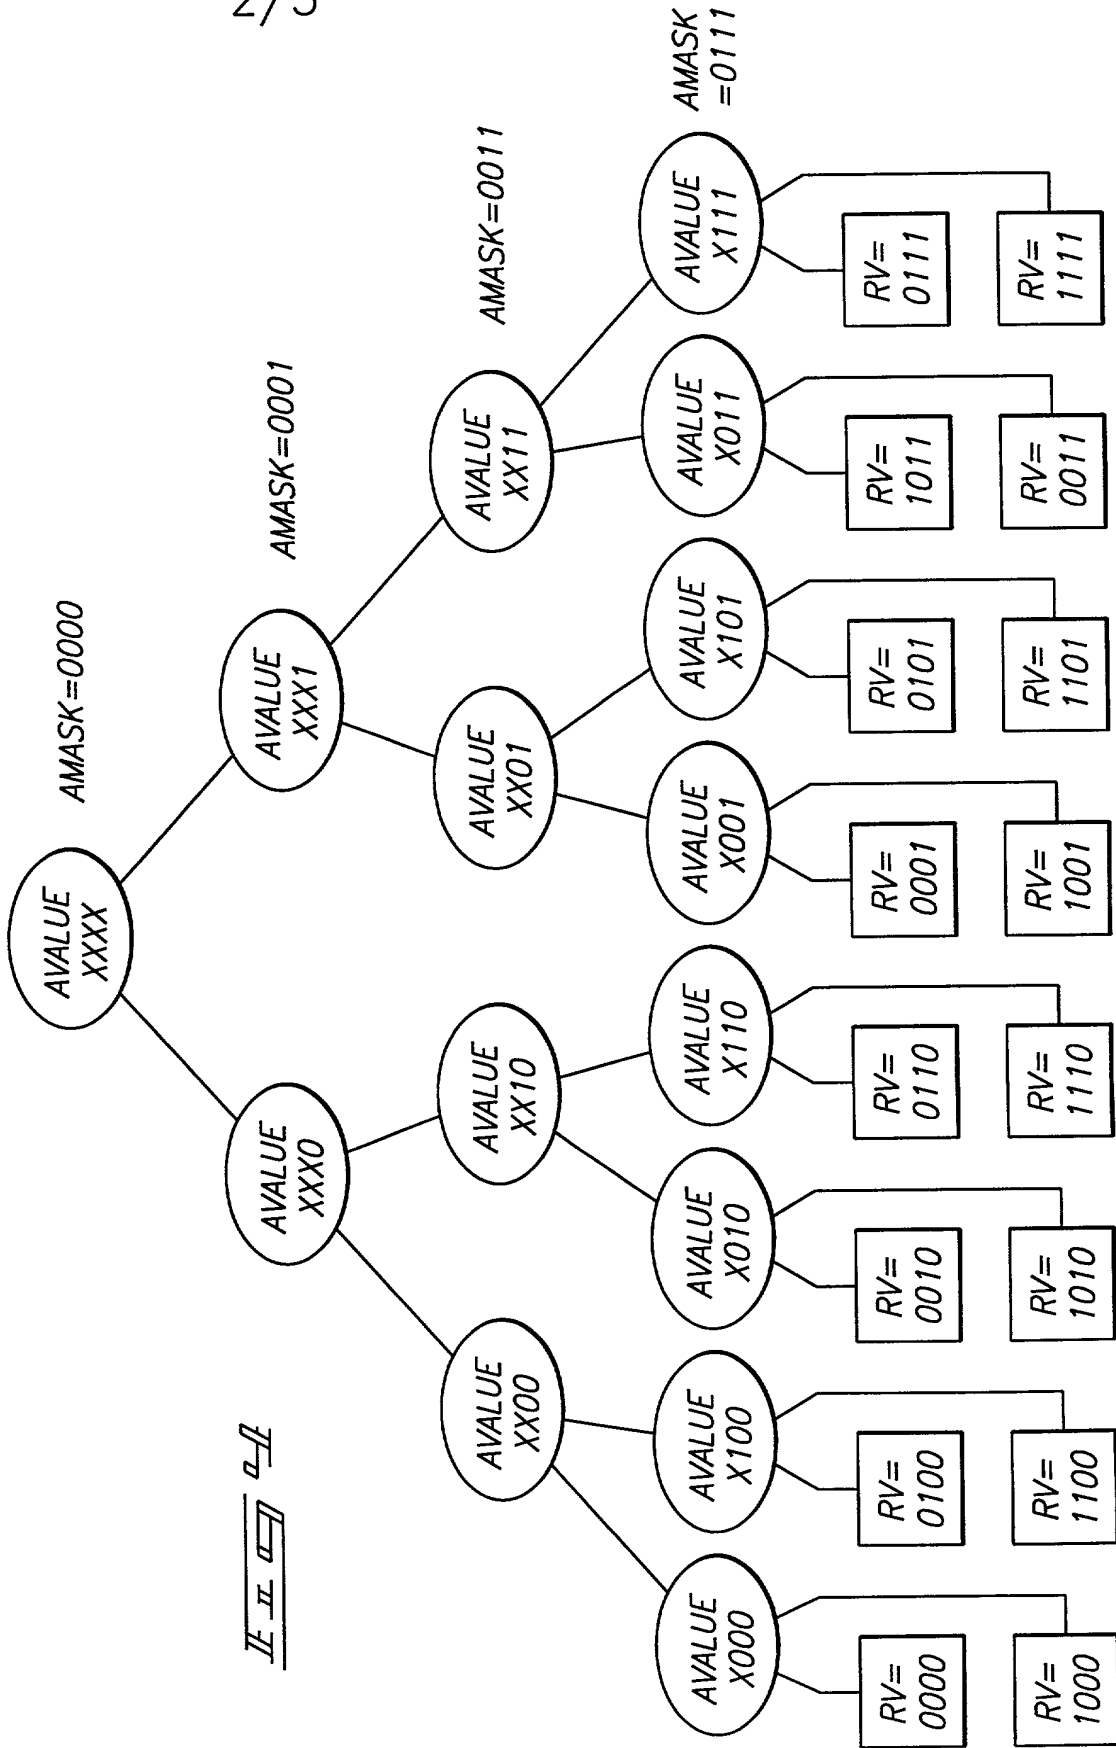 2/5
AMASK=0000
AVALUE
XXXX
AMASK=0001
AVALUE
XXX0
AVALUE
XXX1
AMASK=0011
AVALUE
XX00
AVALUE
XX10
AVALUE
XX01
AVALUE
XX11
AMASK
=0111
AVALUE
X000
AVALUE
X100
AVALUE
X010
AVALUE
X110
AVALUE
X001
AVALUE
X101
AVALUE
X011
AVALUE
X111
RV=
0000
RV=
0100
RV=
0010
RV=
0110
RV=
0001
RV=
0101
RV=
1011
RV=
0111
RV=
1000
RV=
1100
RV=
1010
RV=
1110
RV=
1001
RV=
1101
RV=
0011
RV=
1111
FIG 4